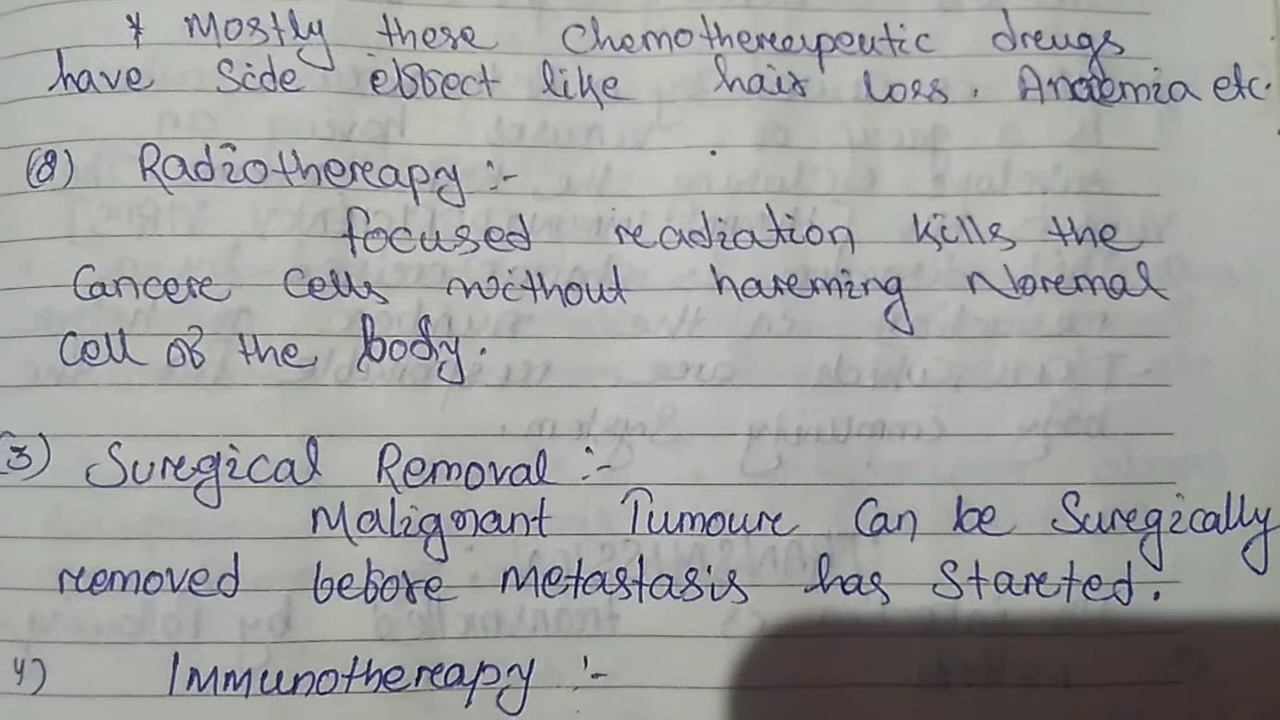 * Mostly these Chemotherapeutic drugs
have side effect like hair loss. Anaemia etc.
(2) Radiotherapy :-
focused radiation kills the
Cancer cells without harming Normal
cell of the body.
(3) Surgical Removal :-
Malignant Tumour can be Surgically
removed before metastasis has Started.
4) Immunotherapy :-